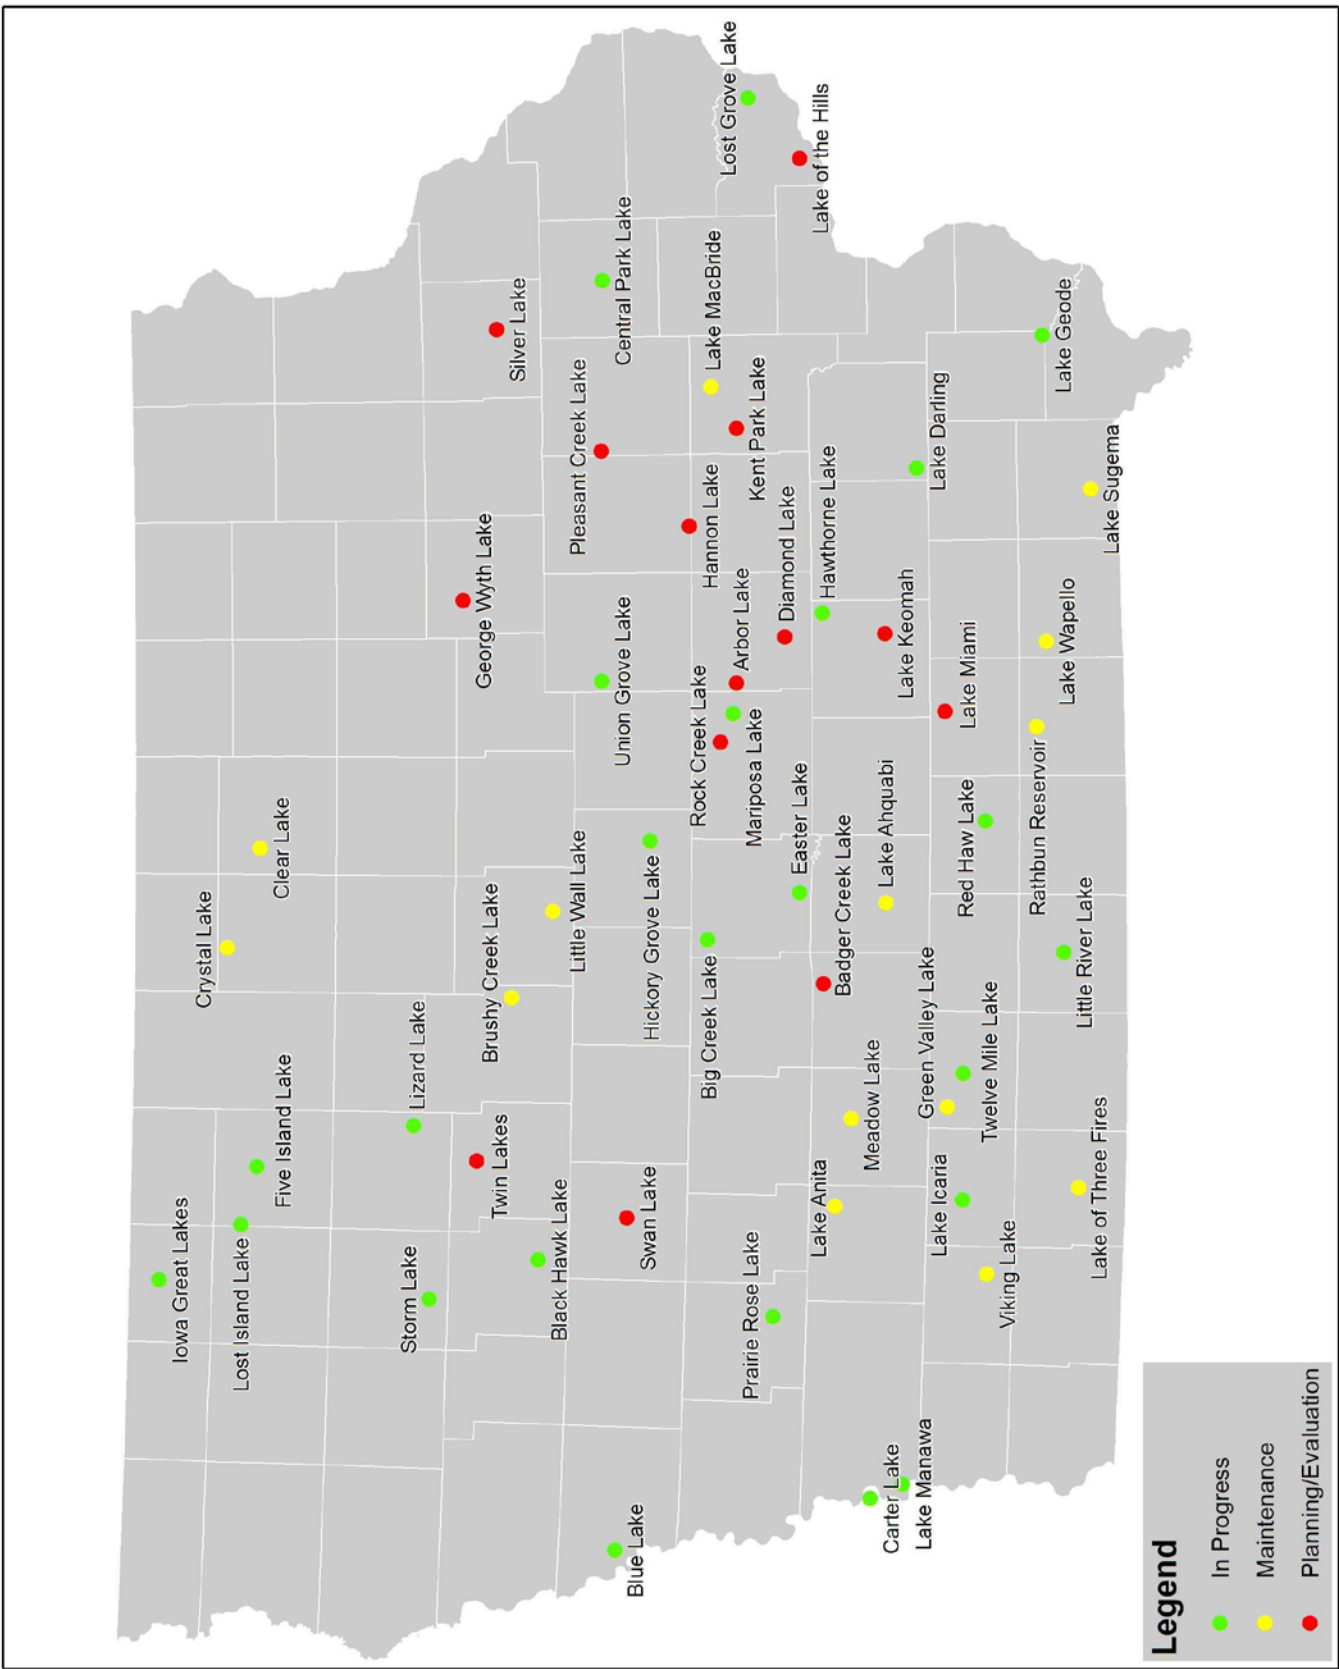 Iowa Great Lakes
Lost Island Lake
Five Island Lake
Crystal Lake
Clear Lake
Storm Lake
Lizard Lake
Twin Lakes
Brushy Creek Lake
Little Wall Lake
George Wyth Lake
Silver Lake
Black Hawk Lake
Blue Lake
Swan Lake
Hickory Grove Lake
Union Grove Lake
Pleasant Creek Lake
Central Park Lake
Big Creek Lake
Rock Creek Lake
Mariposa Lake
Arbor Lake
Hannon Lake
Kent Park Lake
Lake MacBride
Lost Grove Lake
Lake of the Hills
Prairie Rose Lake
Lake Anita
Meadow Lake
Badger Creek Lake
Easter Lake
Lake Ahquabi
Diamond Lake
Hawthorne Lake
Lake Keomah
Lake Darling
Carter Lake
Lake Manawa
Viking Lake
Lake Icaria
Green Valley Lake
Twelve Mile Lake
Red Haw Lake
Lake Miami
Rathbun Reservoir
Lake Wapello
Lake Sugema
Lake Geode
Lake of Three Fires
Little River Lake
Legend
In Progress
Maintenance
Planning/Evaluation